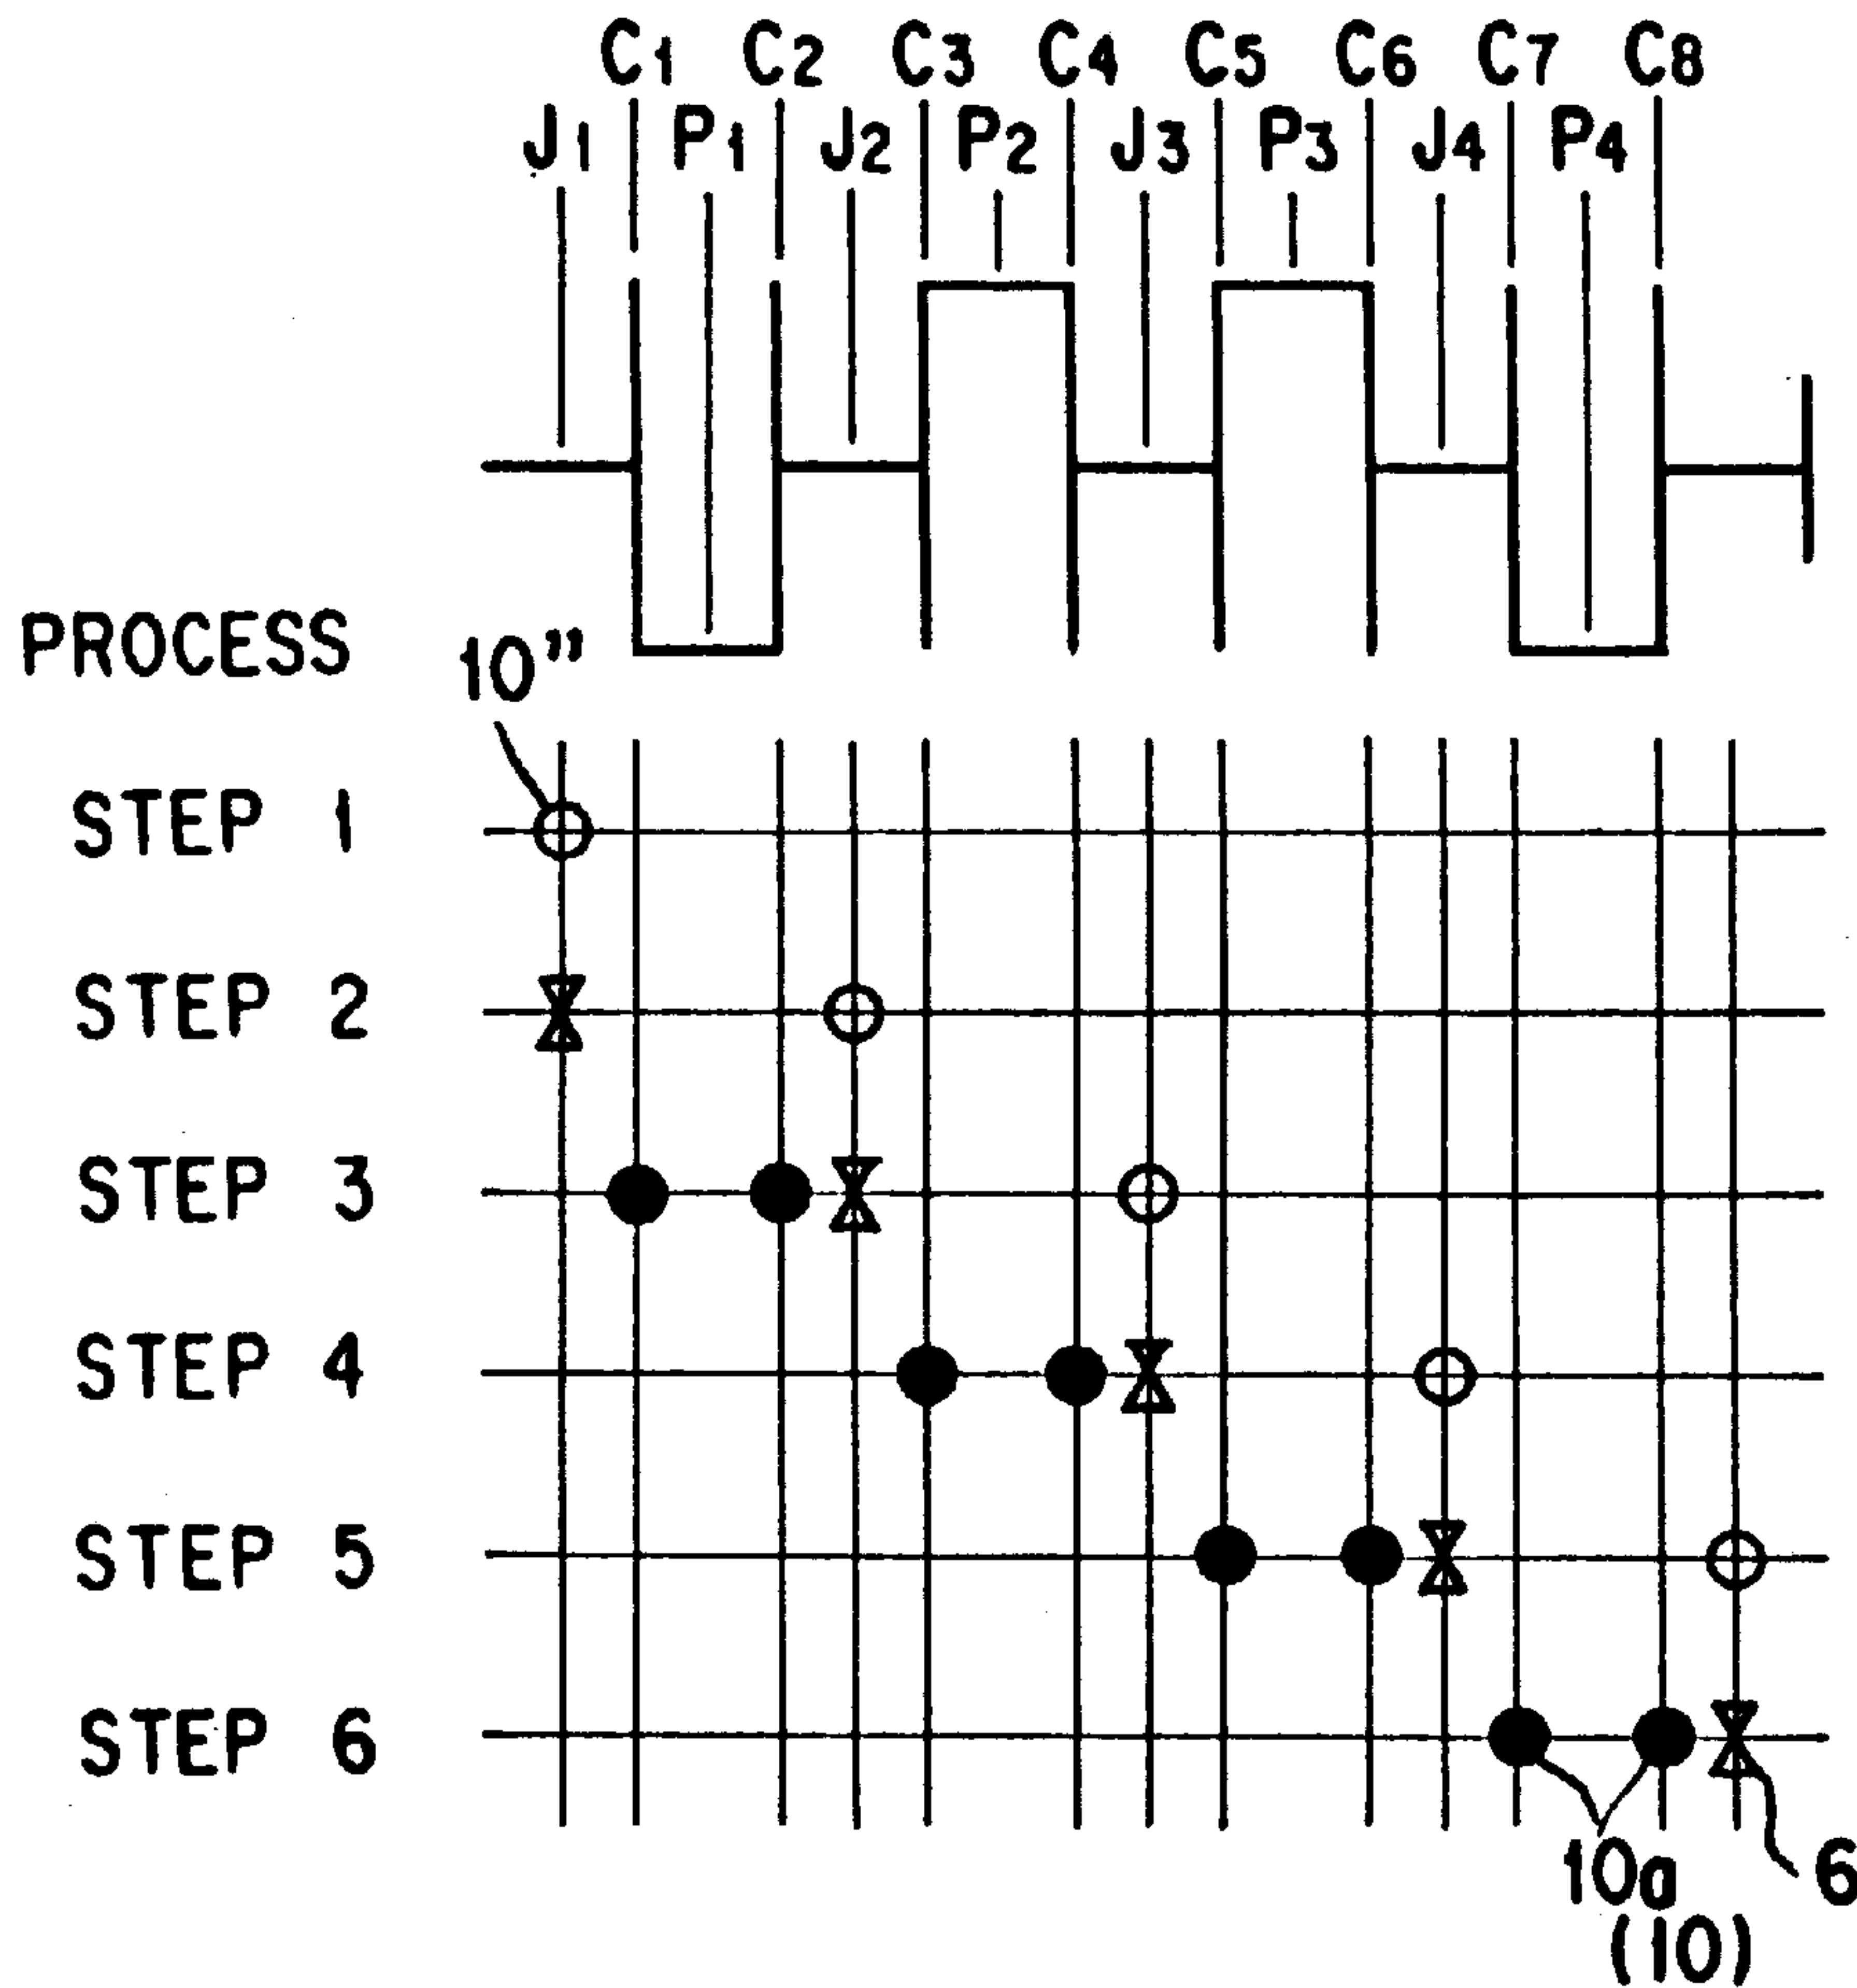 C1 C2 C3 C4 C5 C6 C7 C8
J1 P1 J2 P2 J3 P3 J4 P4
PROCESS
10"
STEP 1
STEP 2
STEP 3
STEP 4
STEP 5
STEP 6
10a 6
(10)